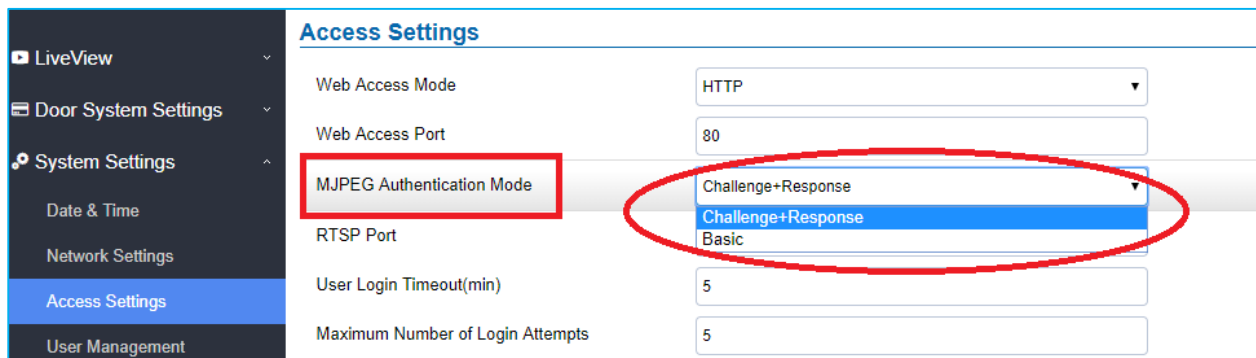 Access Settings
LiveView
Web Access Mode
HTTP
Door System Settings
Web Access Port
80
System Settings
MJPEG Authentication Mode
Challenge+Response
Challenge+Response
Basic
Date & Time
RTSP Port
Network Settings
User Login Timeout(min)
5
Access Settings
Maximum Number of Login Attempts
5
User Management